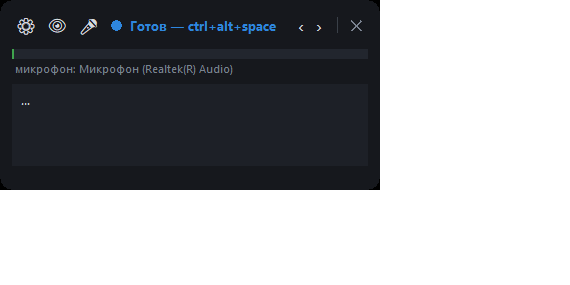 Готов — ctrl+alt+space
микрофон: Микрофон (Realtek(R) Audio)
...